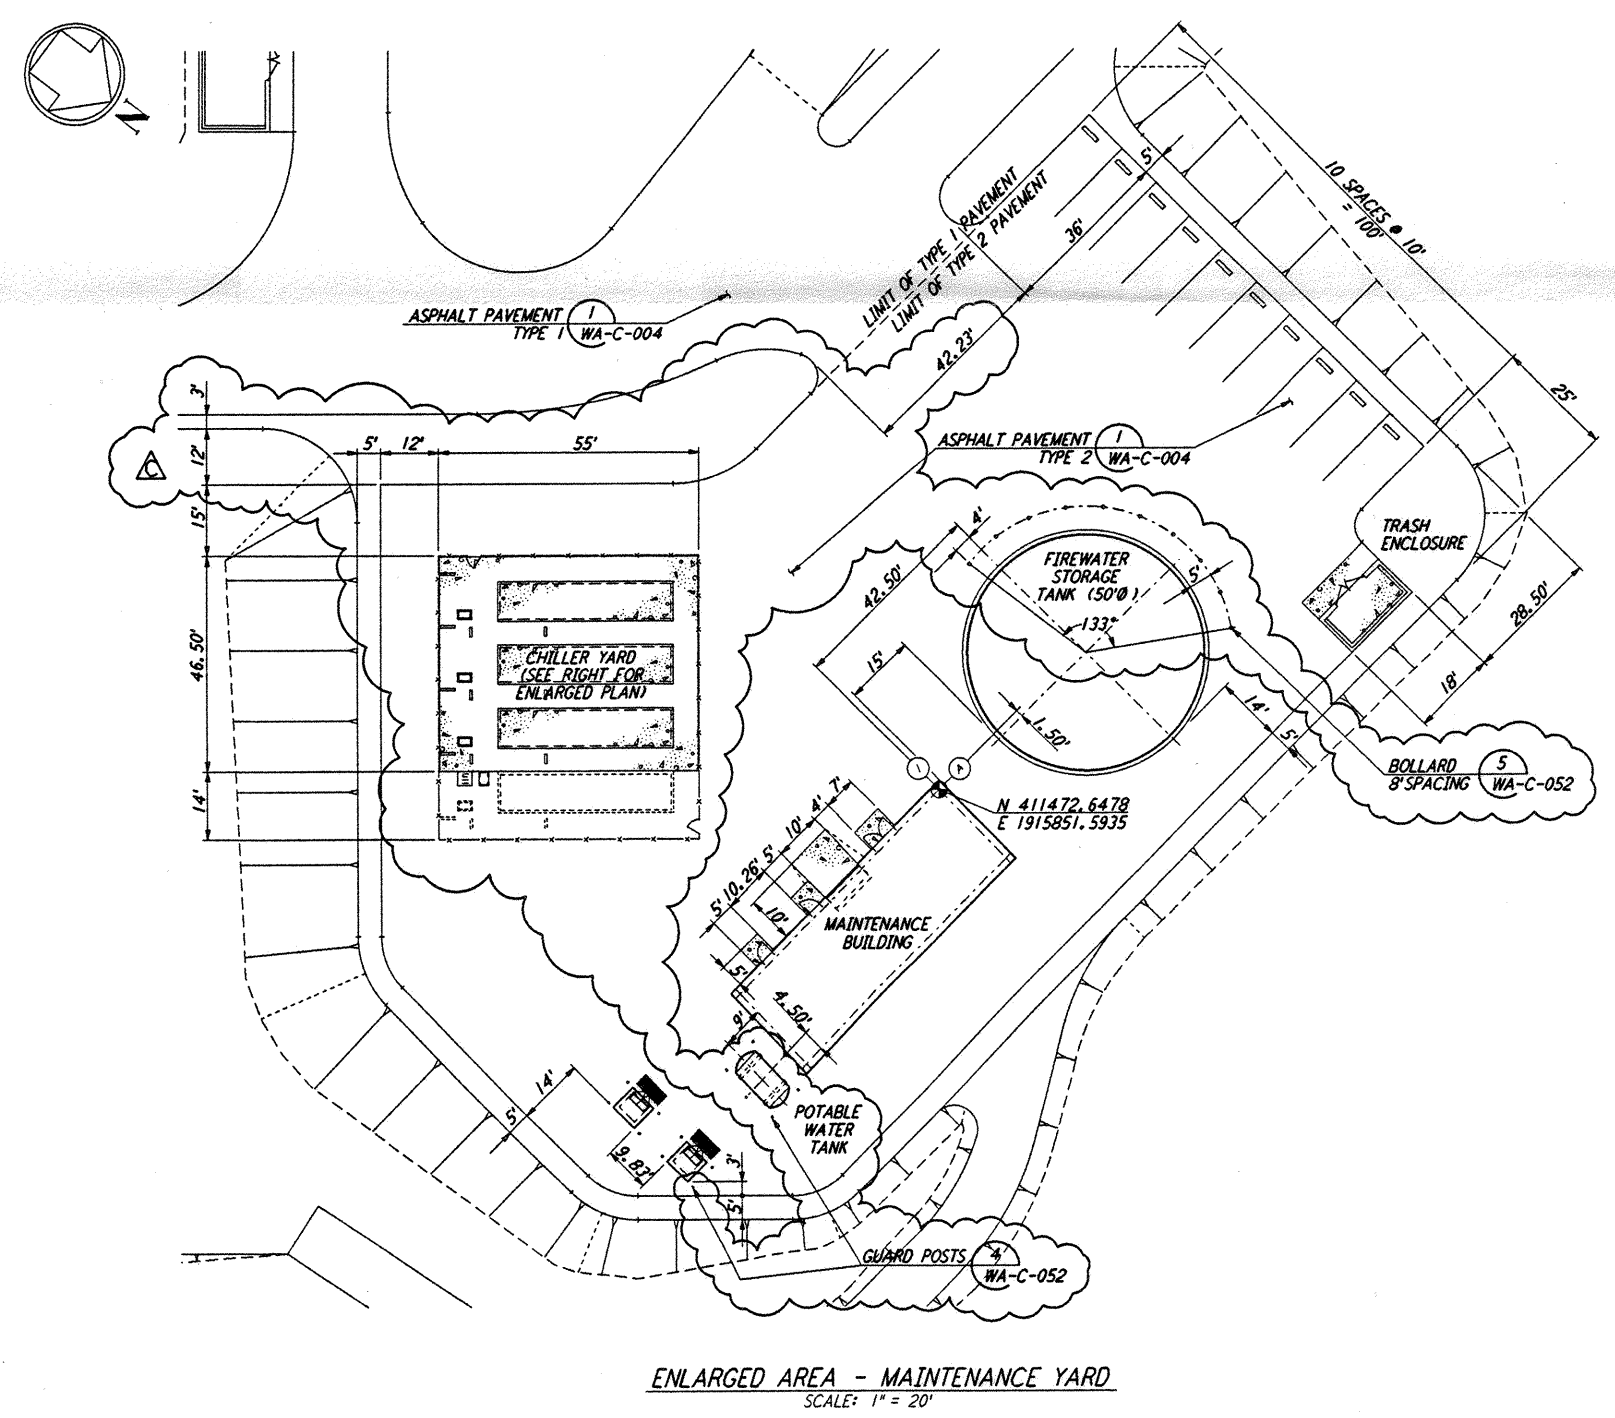 N
10 SPACES @ 10'
= 100'
5'
36'
LIMIT OF TYPE 1 PAVEMENT
LIMIT OF TYPE 2 PAVEMENT
ASPHALT PAVEMENT
TYPE 1
1
WA-C-004
42.23'
25'
3'
12'
15'
46.50'
14'
5'
12'
55'
C
ASPHALT PAVEMENT
TYPE 2
1
WA-C-004
TRASH
ENCLOSURE
28.50'
18'
4'
42.50'
FIREWATER
STORAGE
TANK (50'Ø)
5'
133°
15'
1.50'
14'
5'
CHILLER YARD
(SEE RIGHT FOR
ENLARGED PLAN)
1
A
N 411472.6478
E 1915851.5935
BOLLARD
8' SPACING
5
WA-C-052
7'
4'
10'
5'
10.26'
5'
10'
5'
MAINTENANCE
BUILDING
4.50'
9'
POTABLE
WATER
TANK
14'
5'
9.83'
3'
5'
GUARD POSTS
4
WA-C-052
ENLARGED AREA - MAINTENANCE YARD
SCALE: 1" = 20'